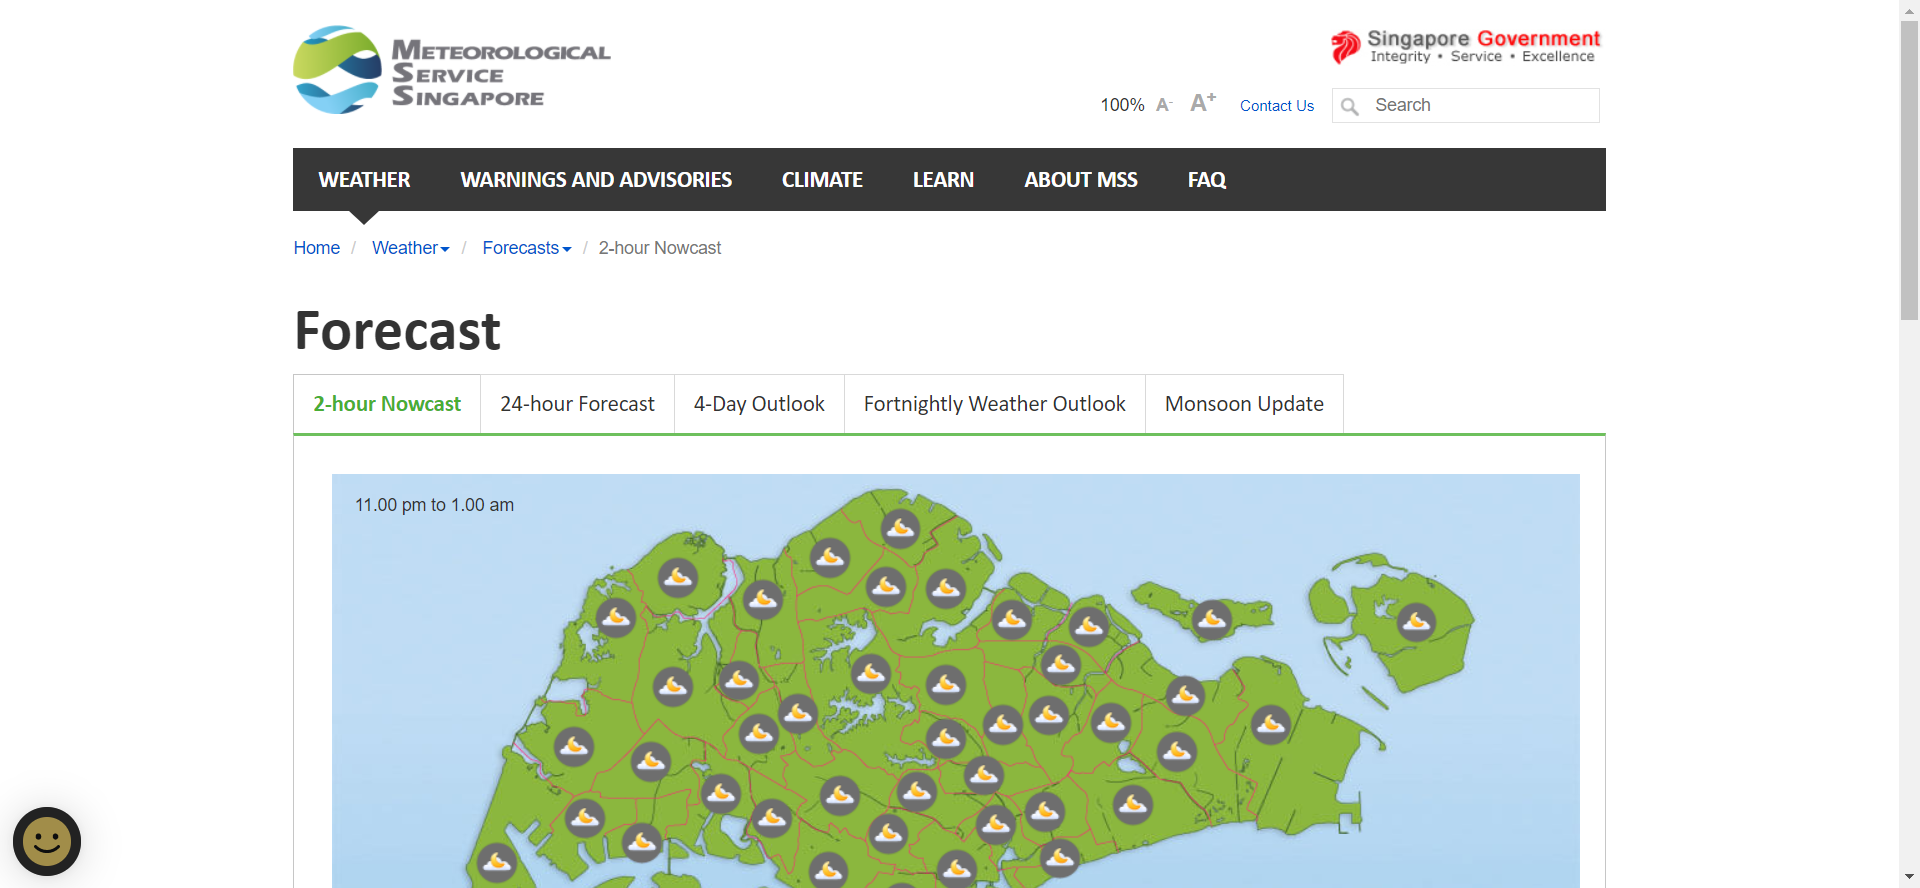 METEOROLOGICAL
SERVICE
SINGAPORE
Singapore Government
Integrity • Service • Excellence
100% A- A+ Contact Us Search
WEATHER WARNINGS AND ADVISORIES CLIMATE LEARN ABOUT MSS FAQ
Home / Weather / Forecasts / 2-hour Nowcast
Forecast
2-hour Nowcast 24-hour Forecast 4-Day Outlook Fortnightly Weather Outlook Monsoon Update
11.00 pm to 1.00 am